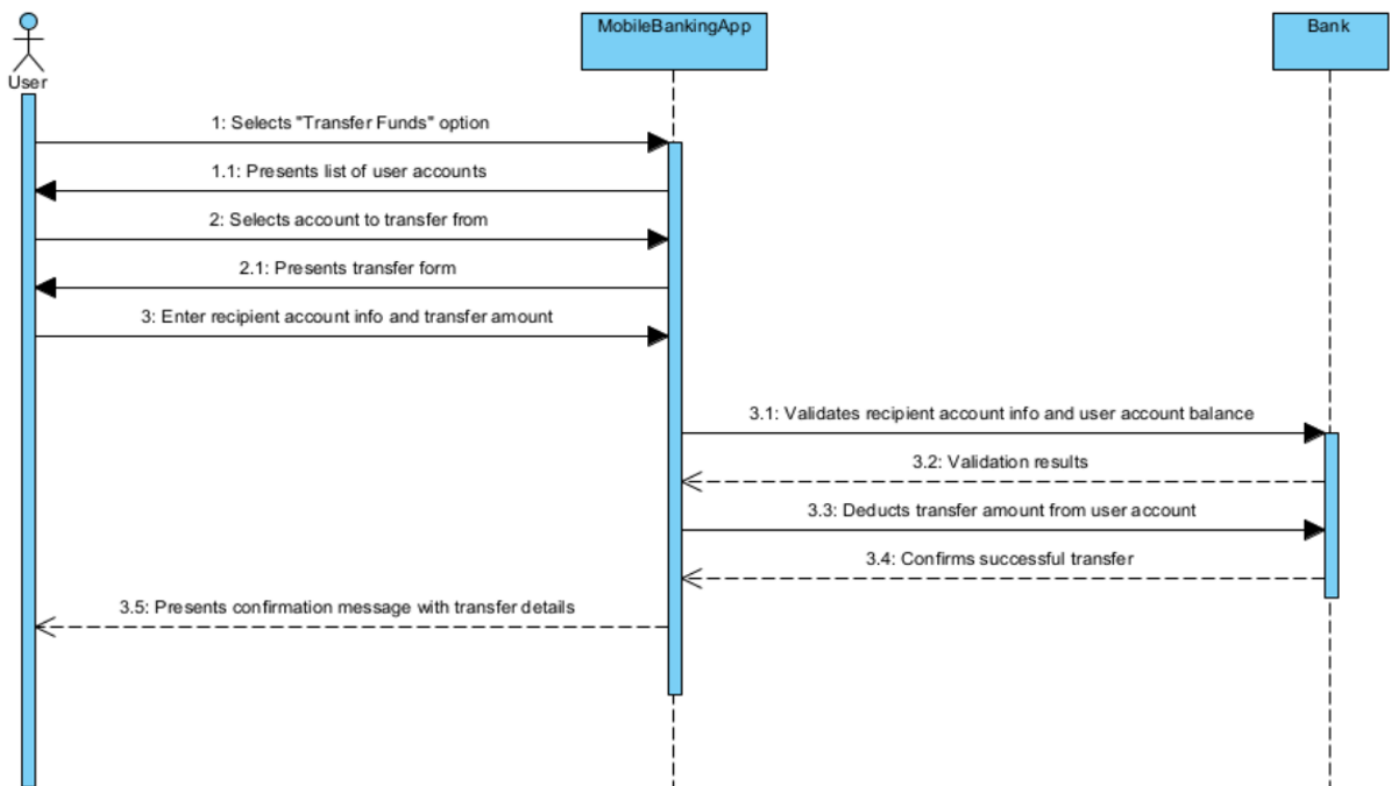 MobileBankingApp
Bank
User
1: Selects "Transfer Funds" option
1.1: Presents list of user accounts
2: Selects account to transfer from
2.1: Presents transfer form
3: Enter recipient account info and transfer amount
3.1: Validates recipient account info and user account balance
3.2: Validation results
3.3: Deducts transfer amount from user account
3.4: Confirms successful transfer
3.5: Presents confirmation message with transfer details